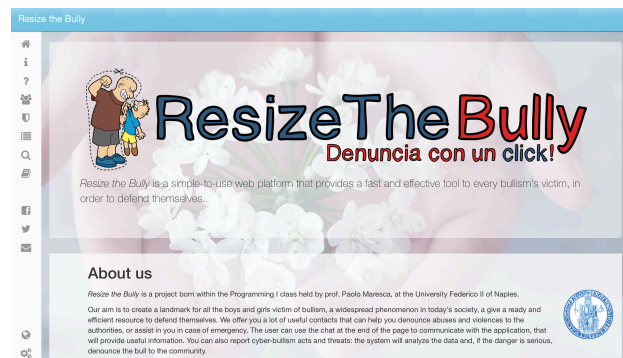 Resize the Bully
ResizeTheBully
Denuncia con un click!
Resize the Bully is a simple-to-use web platform that provides a fast and effective tool to every bullism's victim, in
order to defend themselves.
About us
Resize the Bully is a project born within the Programming I class held by prof. Paolo Maresca, at the University Federico II of Naples.
Our aim is to create a landmark for all the boys and girls victim of bullism, a widespread phenomenon in today's society, a give a ready and
efficient resource to defend themselves. We offer you a lot of useful contacts that can help you denounce abuses and violences to the
authorities, or assist in you in case of emergency. The user can use the chat at the end of the page to communicate with the application, that
will provide useful infomation. You can also report cyber-bullism acts and threats: the system will analyze the data and, if the danger is serious,
denounce the bull to the community.